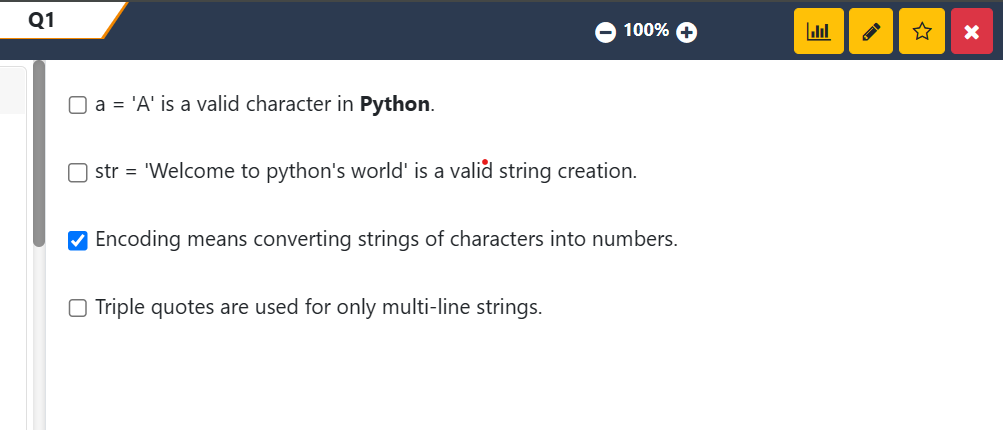 Q1
100%
a = 'A' is a valid character in Python.
str = 'Welcome to python's world' is a valid string creation.
Encoding means converting strings of characters into numbers.
Triple quotes are used for only multi-line strings.